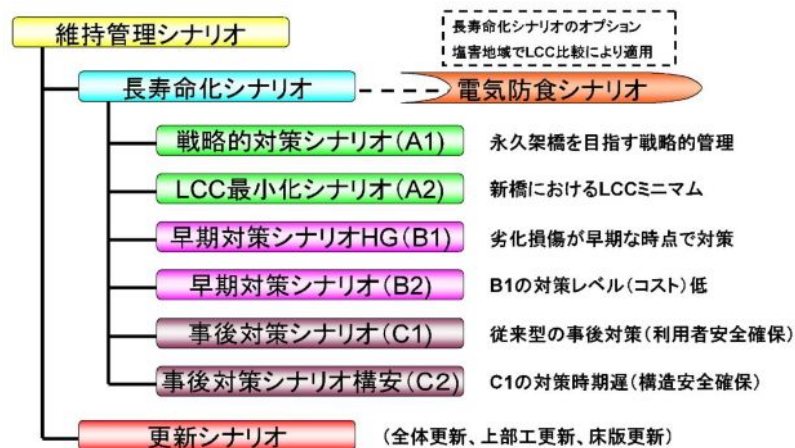 維持管理シナリオ
長寿命化シナリオのオプション
塩害地域でLCC比較により適用
長寿命化シナリオ
電気防食シナリオ
戦略的対策シナリオ(A1)
永久架橋を目指す戦略的管理
LCC最小化シナリオ(A2)
新橋におけるLCCミニマム
早期対策シナリオHG(B1)
劣化損傷が早期な時点で対策
早期対策シナリオ(B2)
B1の対策レベル(コスト)低
事後対策シナリオ(C1)
従来型の事後対策(利用者安全確保)
事後対策シナリオ構安(C2)
C1の対策時期遅(構造安全確保)
更新シナリオ
(全体更新、上部工更新、床版更新)